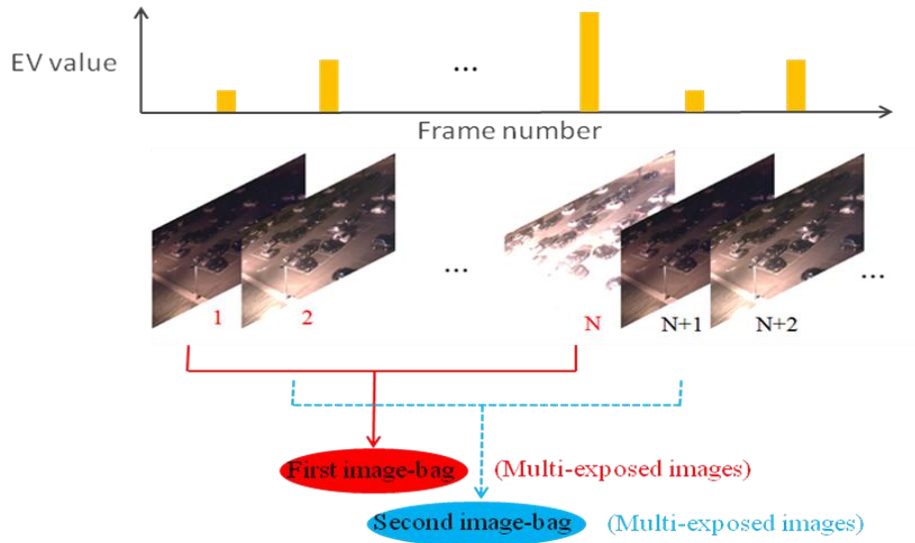 EV value
...
Frame number
...
...
1
2
N
N+1
N+2
First image-bag
(Multi-exposed images)
Second image-bag
(Multi-exposed images)